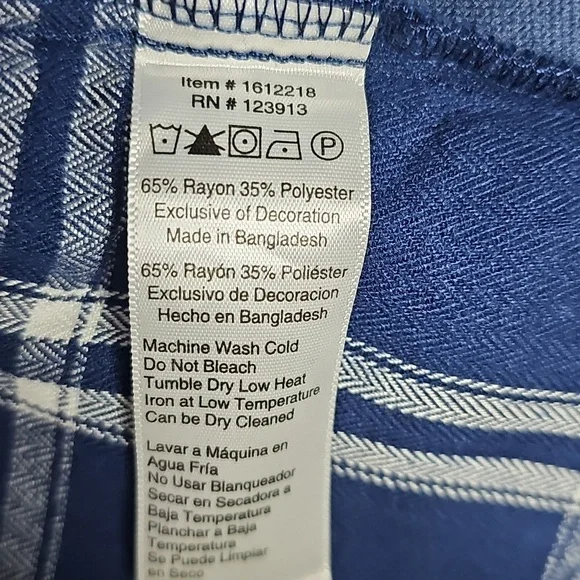 Item # 1612218
RN # 123913
P
65% Rayon 35% Polyester
Exclusive of Decoration
Made in Bangladesh
65% Rayón 35% Poliéster
Exclusivo de Decoracion
Hecho en Bangladesh
Machine Wash Cold
Do Not Bleach
Tumble Dry Low Heat
Iron at Low Temperature
Can be Dry Cleaned
Lavar a Máquina en
Agua Fría
No Usar Blanqueador
Secar en Secadora a
Baja Temperatura
Planchar a Baja
Temperatura
Se Puede Limpiar
en Seco